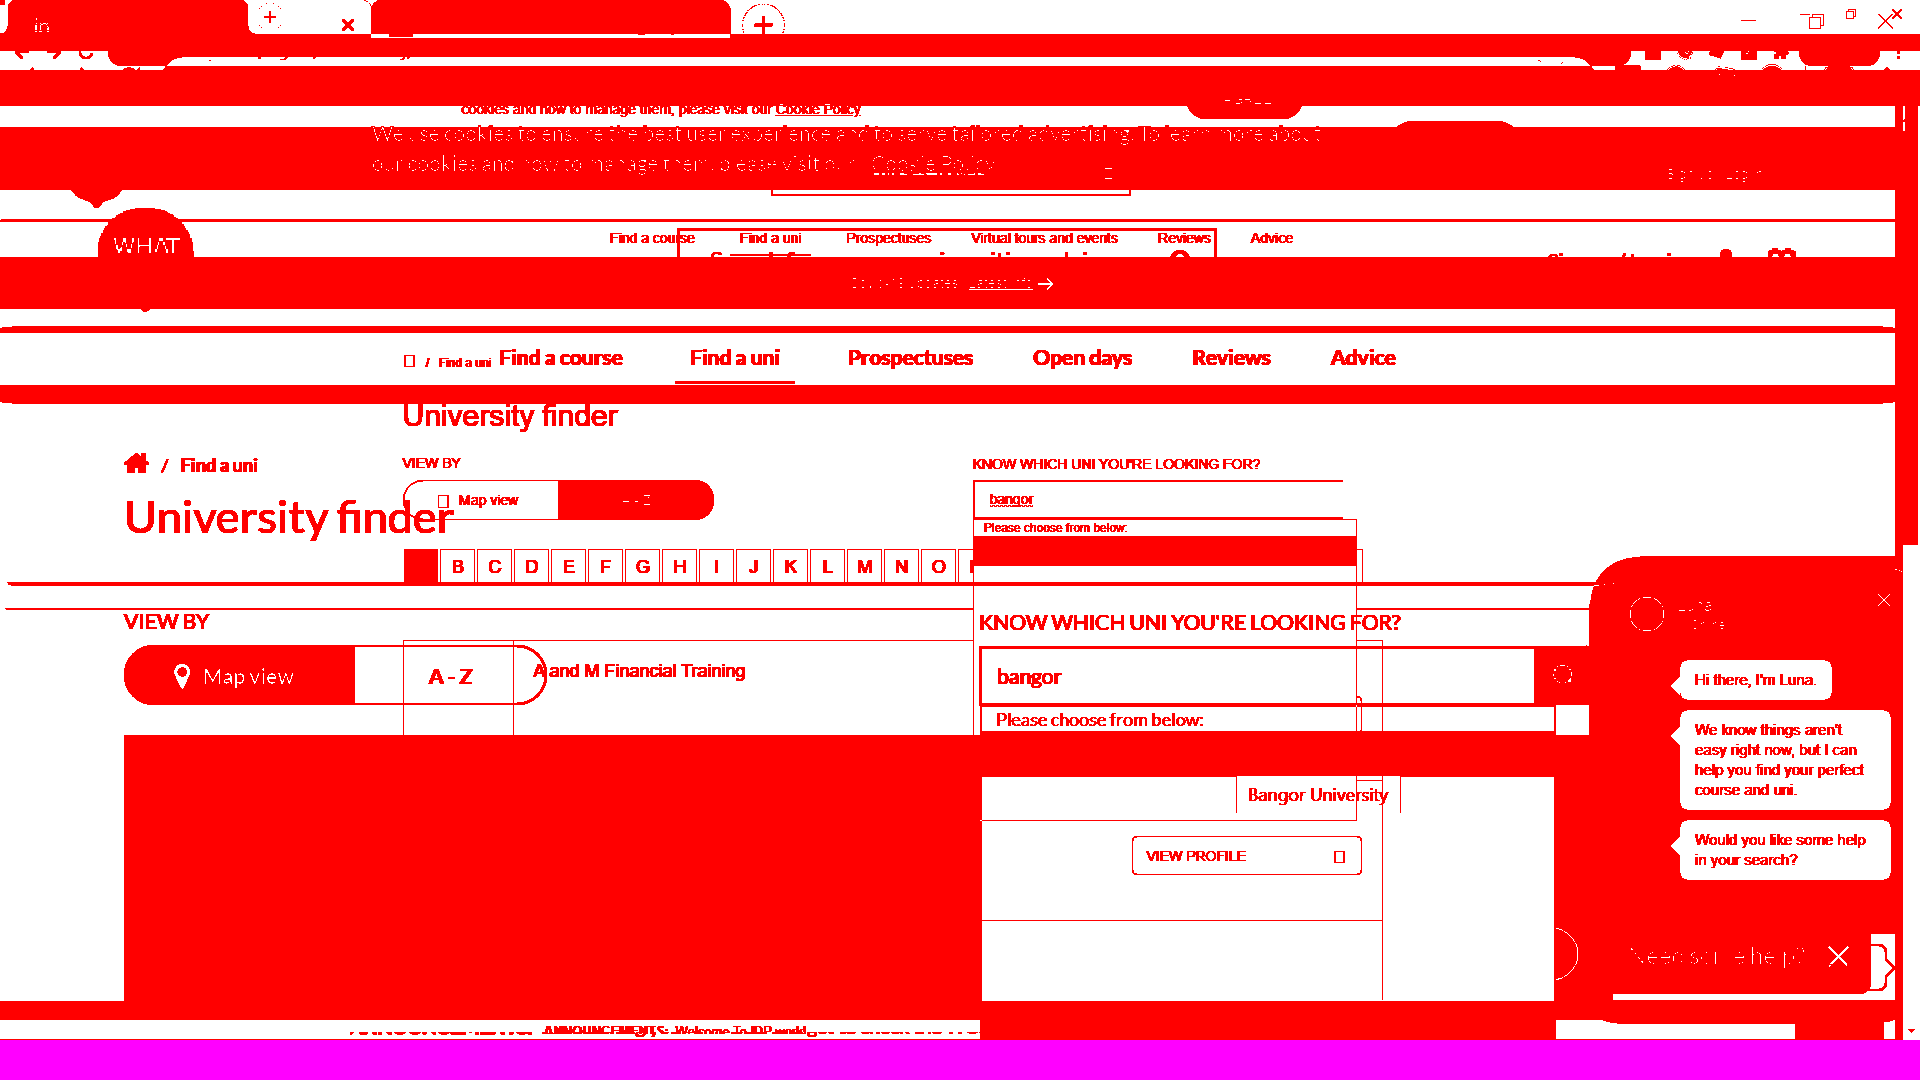 in
cookies and how to manage them, please visit our Cookie Policy
We use cookies to ensure the best user experience and to serve tailored advertising. To learn more about
our cookies and how to manage them please visit our Cookie Policy
WHAT
Find a course Find a uni Prospectuses Virtual tours and events Reviews Advice
Latest info →
/ Find a uni
Find a course Find a uni Prospectuses Open days Reviews Advice
University finder
/ Find a uni
VIEW BY
KNOW WHICH UNI YOU'RE LOOKING FOR?
University finder
Map view A - Z
bangor
Please choose from below:
B C D E F G H I J K L M N O
VIEW BY
KNOW WHICH UNI YOU'RE LOOKING FOR?
Luna
Online
Map view A - Z
A and M Financial Training
bangor
Please choose from below:
Hi there, I'm Luna.
We know things aren't
easy right now, but I can
help you find your perfect
course and uni.
Bangor University
VIEW PROFILE
Would you like some help
in your search?
Need some help?
ANNOUNCEMENTS: Welcome To IDP world